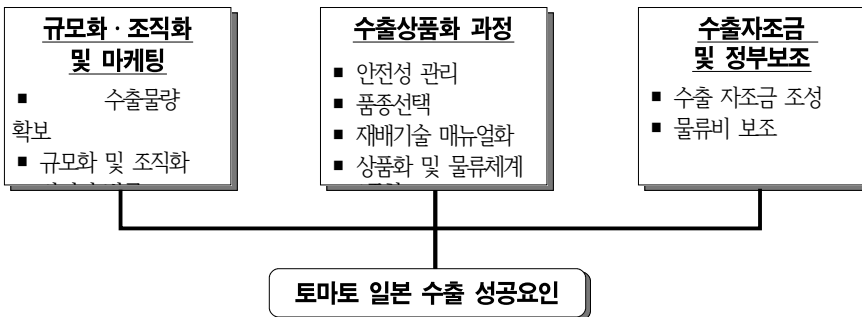 규모화 · 조직화
및 마케팅
■ 수출물량
확보
■ 규모화 및 조직화
수출상품화 과정
■ 안전성 관리
■ 품종선택
■ 재배기술 매뉴얼화
■ 상품화 및 물류체계
수출자조금
및 정부보조
■ 수출 자조금 조성
■ 물류비 보조
토마토 일본 수출 성공요인